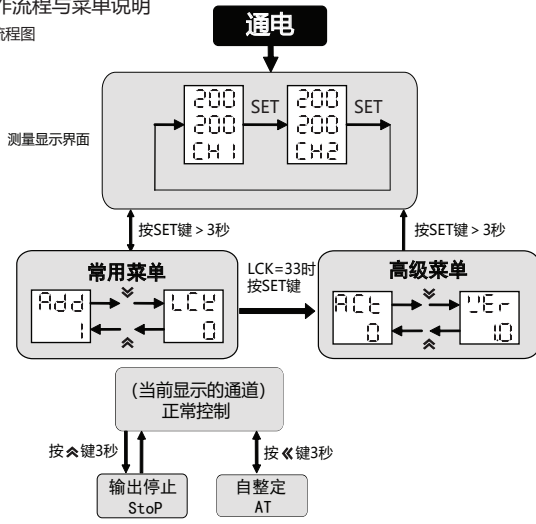 作流程与菜单说明
流程图
通电
测量显示界面
200 200 CH1
SET
200 200 CH2
SET
按SET键 > 3秒
按SET键 > 3秒
常用菜单
Add 1
LCK 0
LCK=33时
按SET键
高级菜单
ACt 0
VEr 1.0
(当前显示的通道)
正常控制
按键3秒
按键3秒
输出停止
StoP
自整定
AT